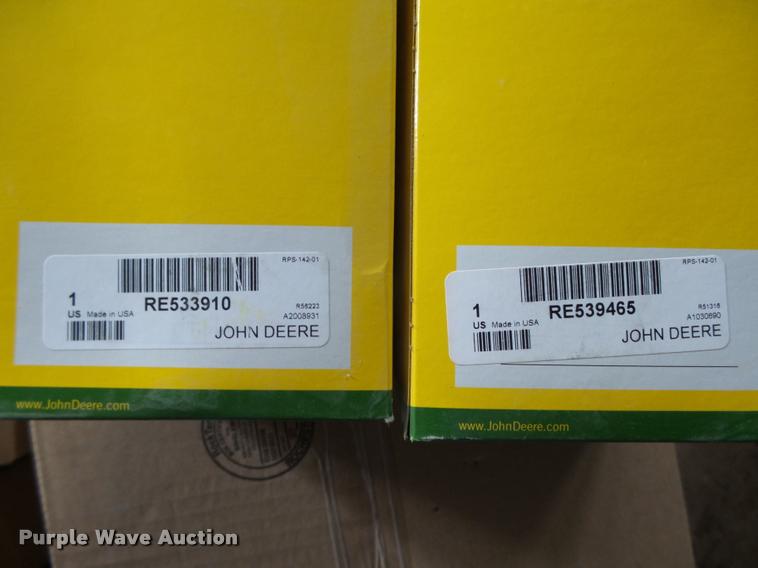 RPS-142-01
1
RE533910
R56223
US Made in USA
A2008931
JOHN DEERE
www.JohnDeere.com
RPS-142-01
1
RE539465
R51316
US Made in USA
A1030690
JOHN DEERE
www.JohnDeere.com
Purple Wave Auction